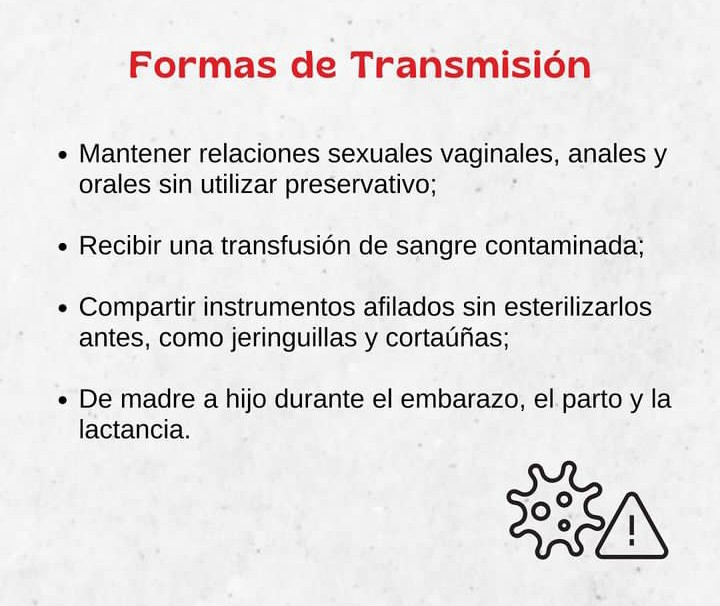 Formas de Transmisión
• Mantener relaciones sexuales vaginales, anales y
orales sin utilizar preservativo;
• Recibir una transfusión de sangre contaminada;
• Compartir instrumentos afilados sin esterilizarlos
antes, como jeringuillas y cortaúñas;
• De madre a hijo durante el embarazo, el parto y la
lactancia.